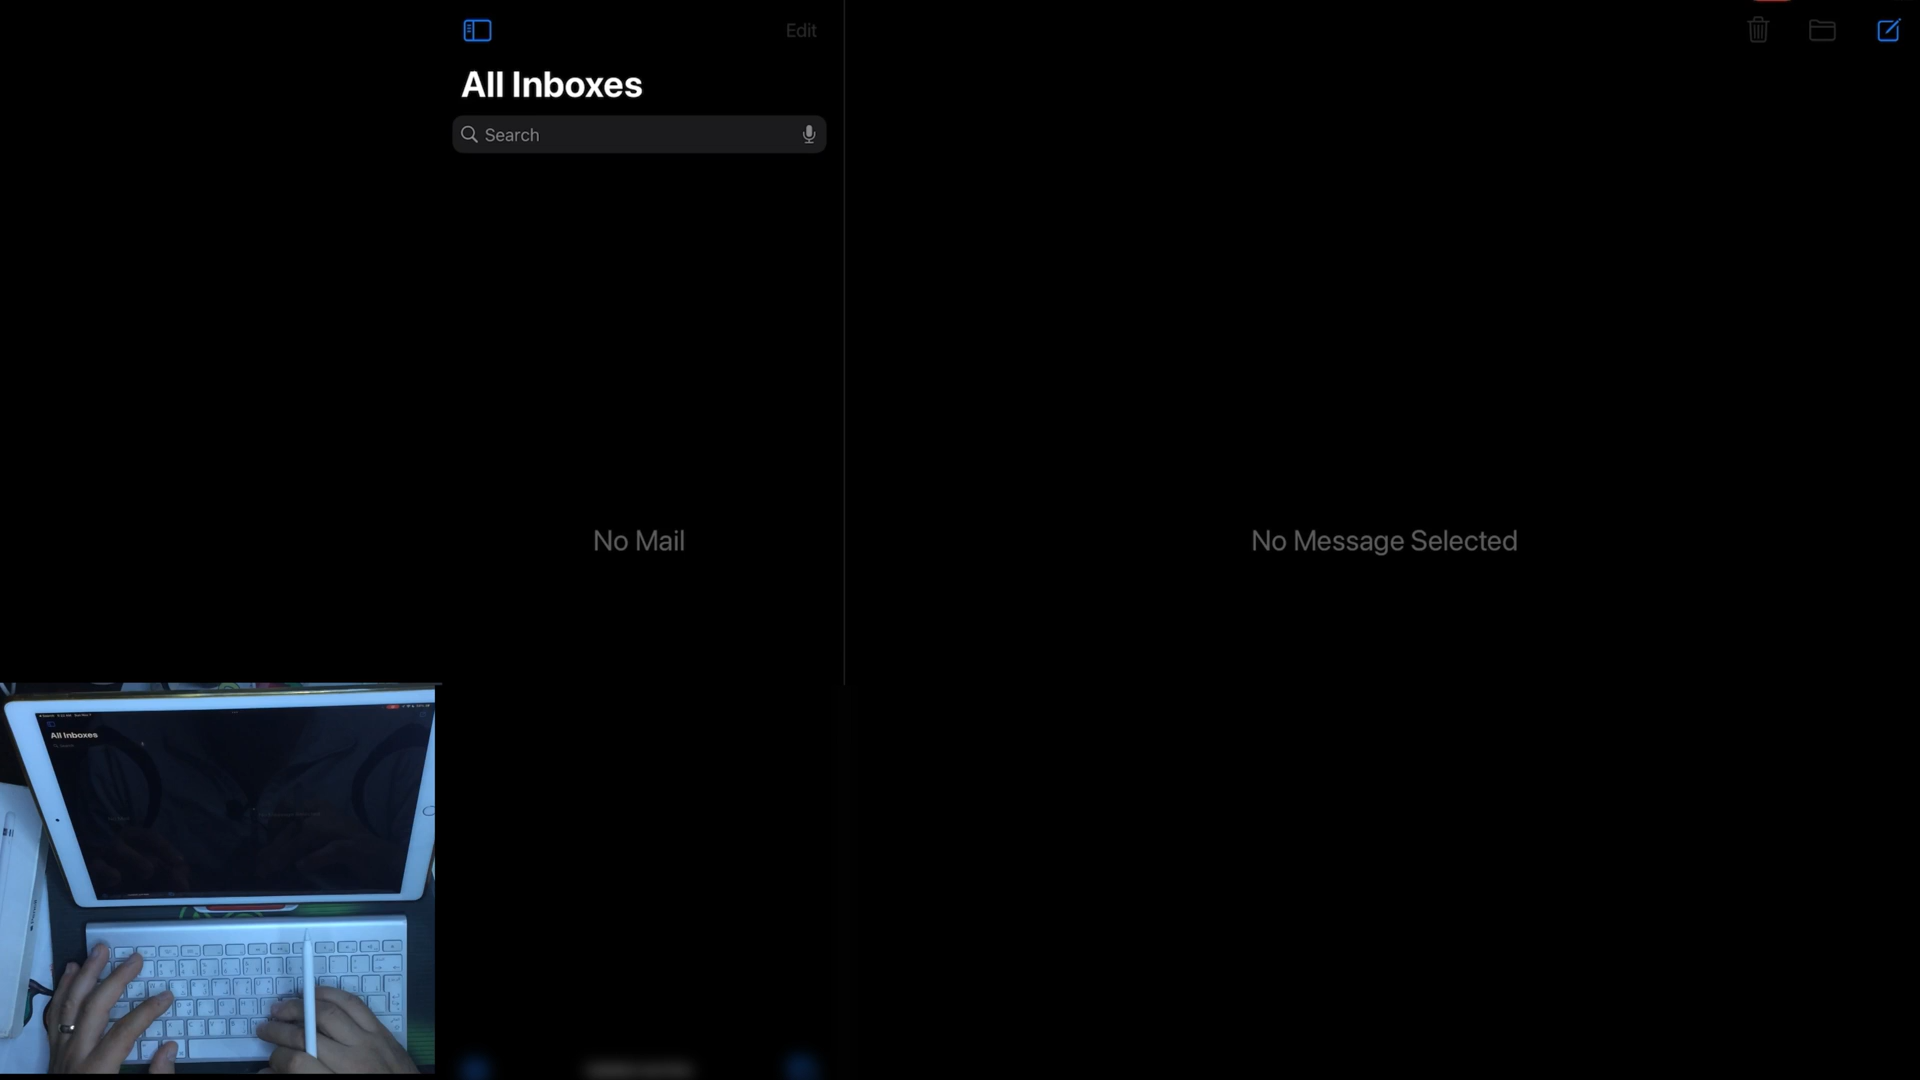 Edit
All Inboxes
Search
No Mail
No Message Selected
All Inboxes